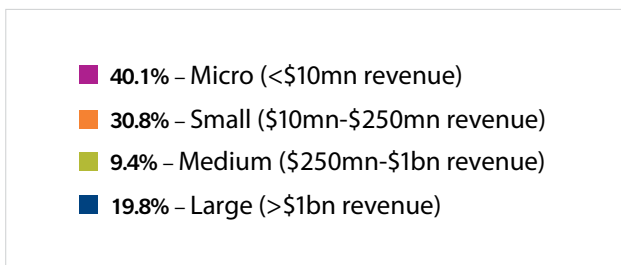 40.1% – Micro (<$10mn revenue)
30.8% – Small ($10mn-$250mn revenue)
9.4% – Medium ($250mn-$1bn revenue)
19.8% – Large (>$1bn revenue)